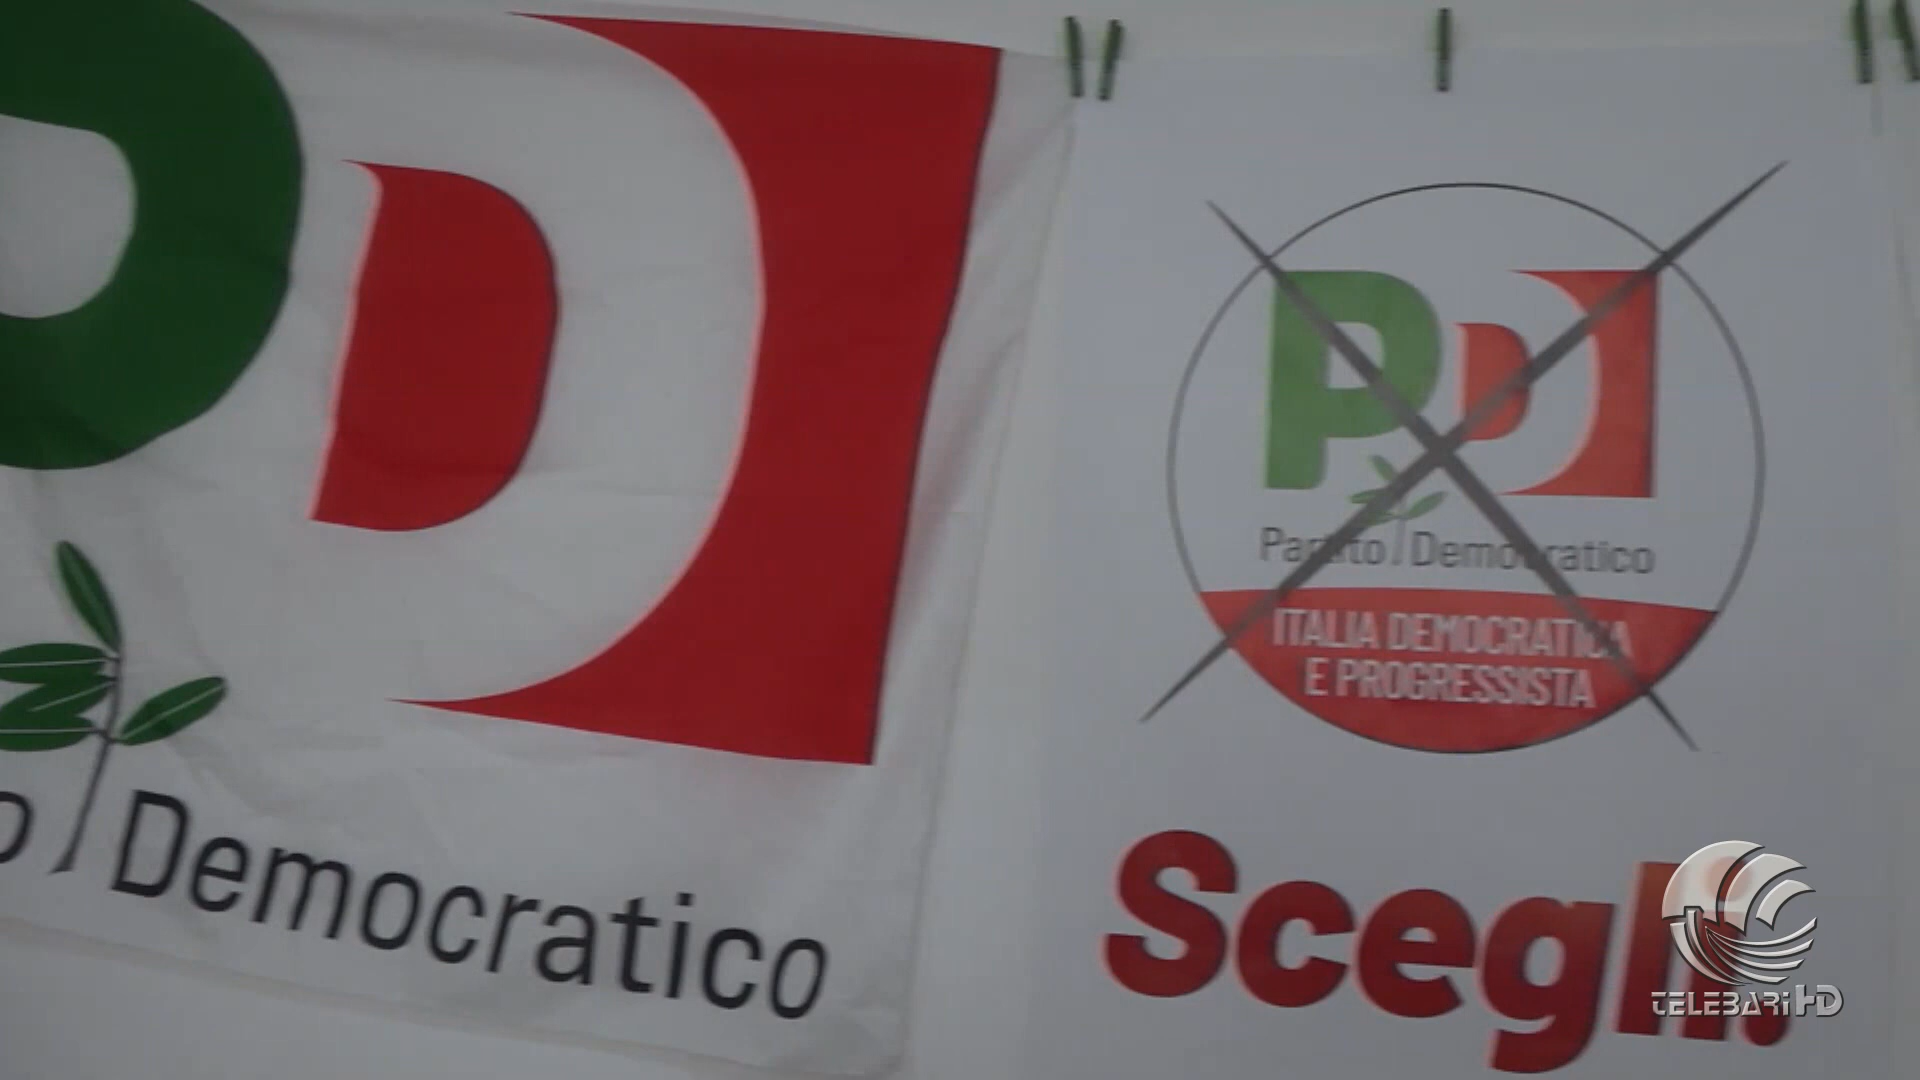 PD
o Democratico
PD
Partito Democratico
ITALIA DEMOCRATICA
E PROGRESSISTA
Scegli.
TELEBARI HD